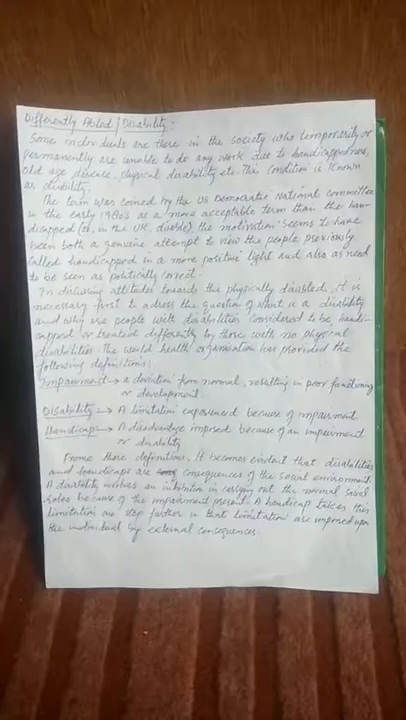 Differently Abled / Disability:
Some individuals are there in the society who temporarily or
permanently are unable to do any work due to handicappedness,
old age desease, physical disability etc. This condition is known
as disability.
The term was coined by the US Democratic National committee
in the early 1980s as a more acceptable term than the han-
dicapped (or, in the UK, disable), the motivation seems to have
been both a genuine attempt to view the people previously
called handicapped in a more positive light and also as need
to be seen as politically correct.
In discussing attitudes towards the physically disabled, it is
necessary first to adress the question of what is a disability
and why are people with disabilities considered to be handi-
capped or treated differently by those with no physical
disabilities. The world health organisation has provided the
following definitions:
Impairment → a deviation from normal, resulting in poor functioning
or development.
Disability → A limitation experienced because of impairment.
Handicap → A disadvantage imposed because of an impairment
or disability
Frome these definitions, It becomes evident that disabilities
and handicaps are consequences of the social environment.
A disability involves an inhibition in carrying out the normal social
roles because of the impairment present. A handicap takes this
limitation one step further in that limitations are imposed upon
the individual by external consequences.